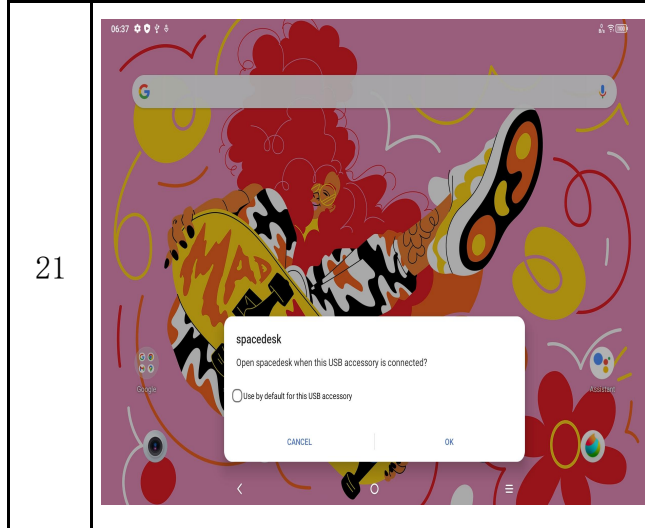 21
06:37
spacedesk
Open spacedesk when this USB accessory is connected?
Use by default for this USB accessory
CANCEL
OK
MAD
Google
Assistant